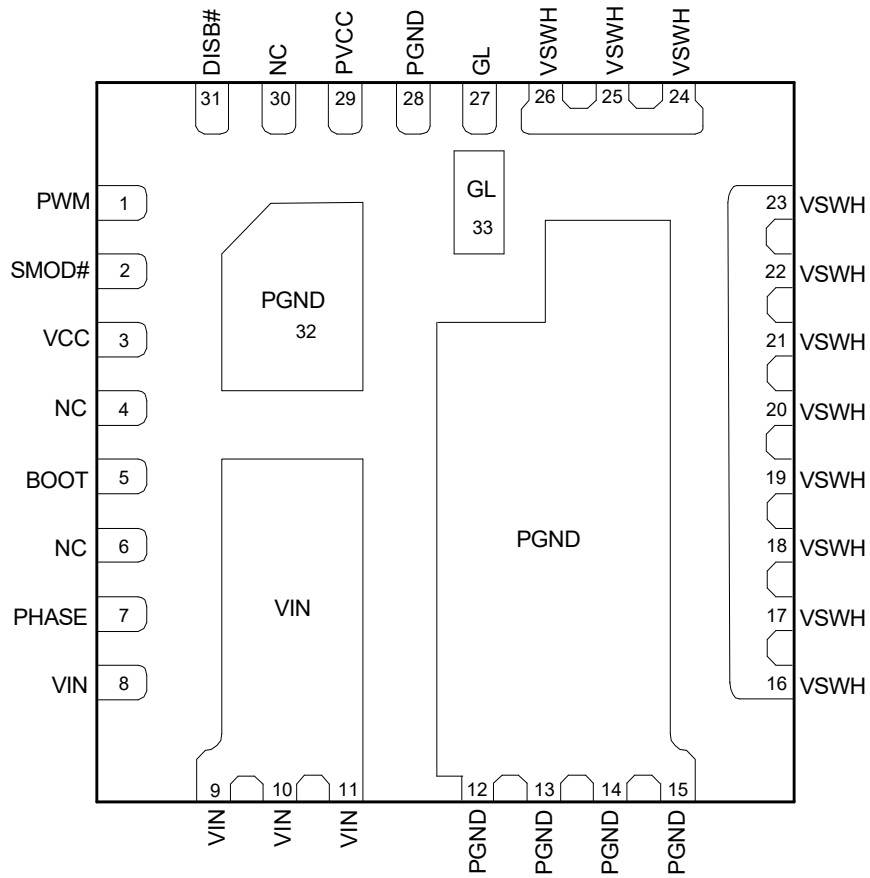 DISB#
NC
PVCC
PGND
GL
VSWH
VSWH
VSWH
31
30
29
28
27
26
25
24
PWM 1
SMOD# 2
VCC 3
NC 4
BOOT 5
NC 6
PHASE 7
VIN 8
GL
33
PGND
32
VIN
PGND
23 VSWH
22 VSWH
21 VSWH
20 VSWH
19 VSWH
18 VSWH
17 VSWH
16 VSWH
9
10
11
12
13
14
15
VIN
VIN
VIN
PGND
PGND
PGND
PGND